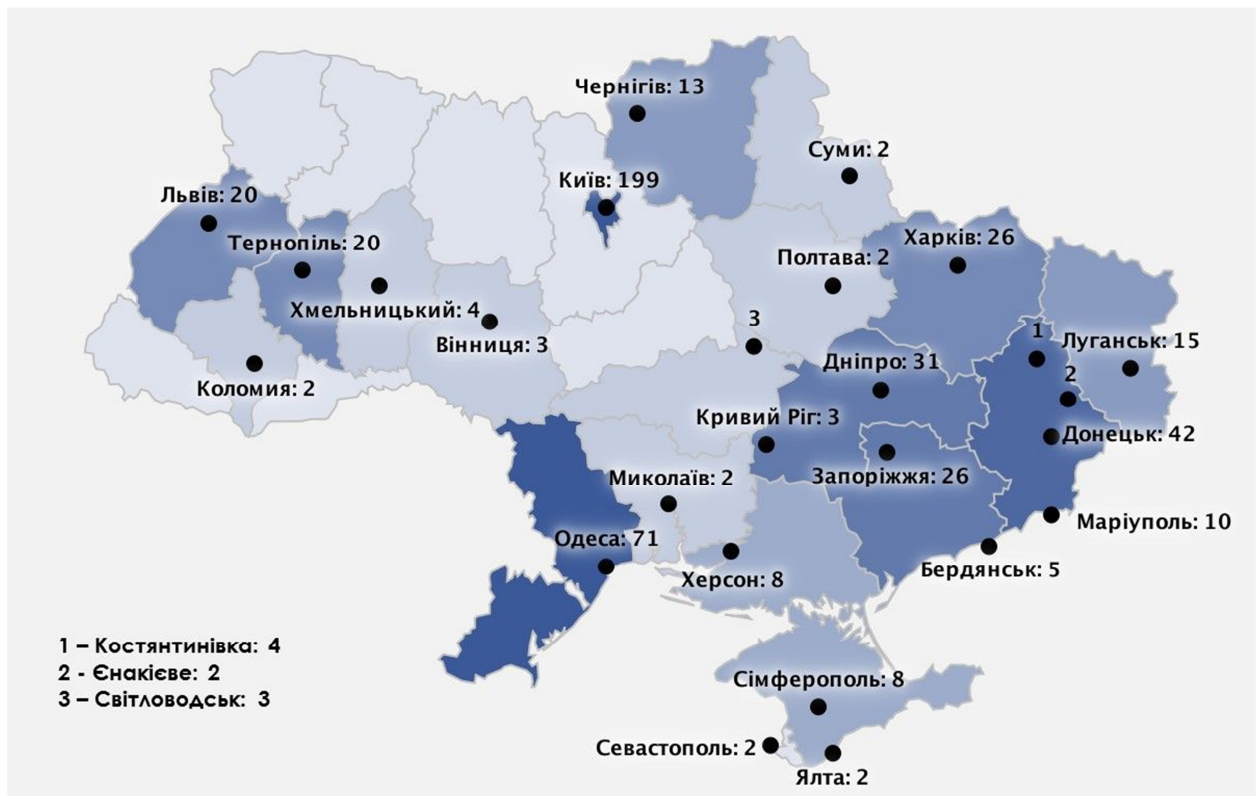 Чернігів: 13
Суми: 2
Київ: 199
Львів: 20
Тернопіль: 20
Харків: 26
Полтава: 2
Хмельницький: 4
3
1
Луганськ: 15
Вінниця: 3
Дніпро: 31
2
Коломия: 2
Кривий Ріг: 3
Донецьк: 42
Миколаїв: 2
Запоріжжя: 26
Маріуполь: 10
Одеса: 71
Херсон: 8
Бердянськ: 5
1 – Костянтинівка: 4
2 - Єнакієве: 2
3 – Світловодськ: 3
Сімферополь: 8
Севастополь: 2
Ялта: 2